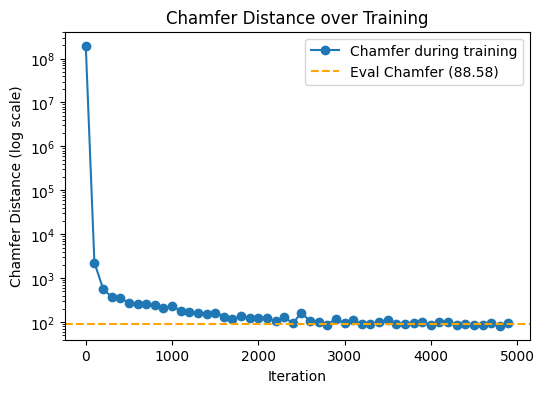 Chamfer Distance over Training
Chamfer during training
Eval Chamfer (88.58)
Chamfer Distance (log scale)
10^8
10^7
10^6
10^5
10^4
10^3
10^2
0
1000
2000
3000
4000
5000
Iteration